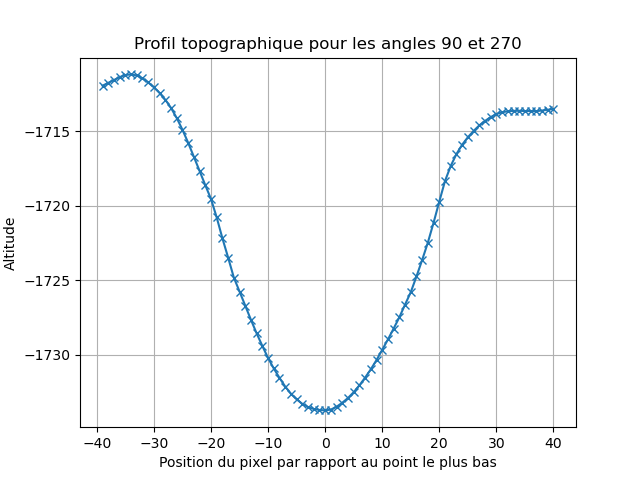 Profil topographique pour les angles 90 et 270
Altitude
−1715
−1720
−1725
−1730
−40 −30 −20 −10 0 10 20 30 40
Position du pixel par rapport au point le plus bas